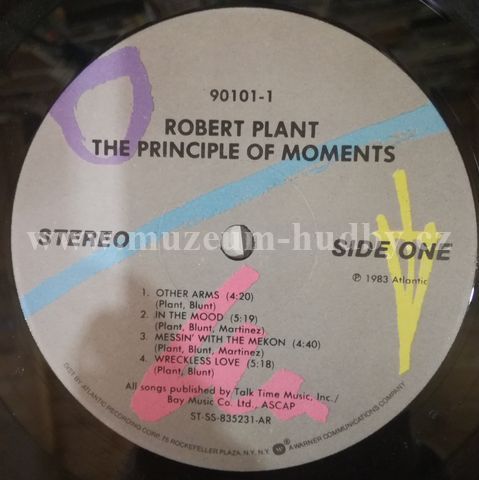 90101-1
ROBERT PLANT
THE PRINCIPLE OF MOMENTS
STEREO
SIDE ONE
℗ 1983 Atlantic
www.muzeum-hudby.cz
1. OTHER ARMS (4:20)
(Plant, Blunt)
2. IN THE MOOD (5:19)
(Plant, Blunt, Martinez)
3. MESSIN' WITH THE MEKON (4:40)
(Plant, Blunt, Martinez)
4. WRECKLESS LOVE (5:18)
(Plant, Blunt)
All songs published by Talk Time Music, Inc./
Bay Music Co. Ltd., ASCAP
ST-SS-835231-AR
DIST. BY ATLANTIC RECORDING CORP., 75 ROCKEFELLER PLAZA, N.Y., N.Y. A WARNER COMMUNICATIONS COMPANY